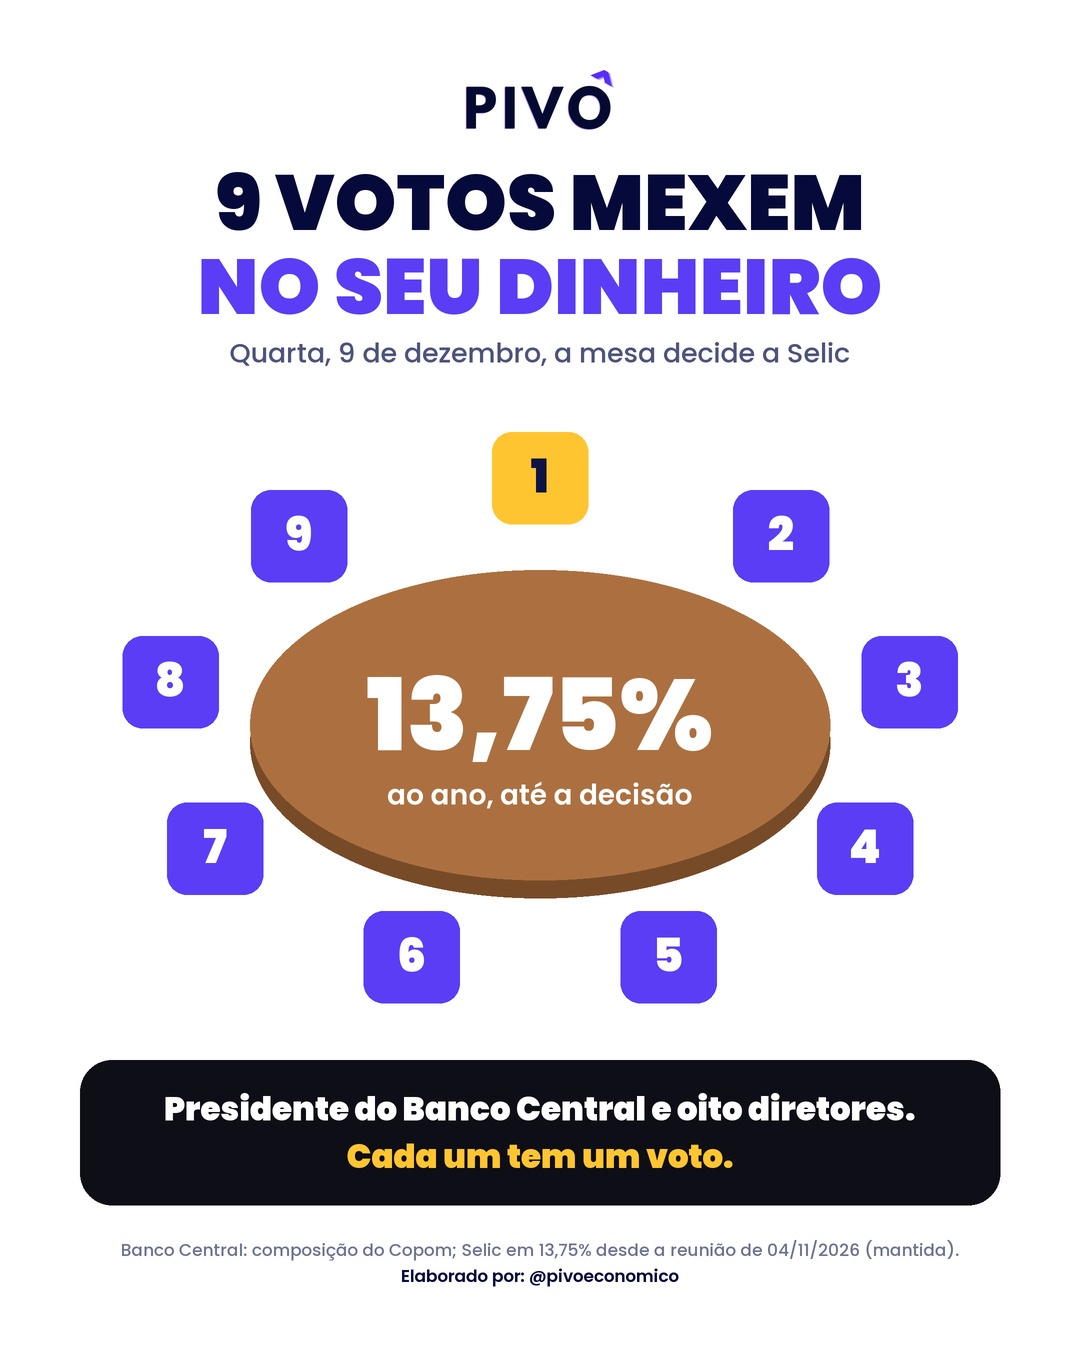 PIVÔ
9 VOTOS MEXEM
NO SEU DINHEIRO
Quarta, 9 de dezembro, a mesa decide a Selic
1
9
2
8
3
13,75%
ao ano, até a decisão
7
4
6
5
Presidente do Banco Central e oito diretores.
Cada um tem um voto.
Banco Central: composição do Copom; Selic em 13,75% desde a reunião de 04/11/2026 (mantida).
Elaborado por: @pivoeconomico